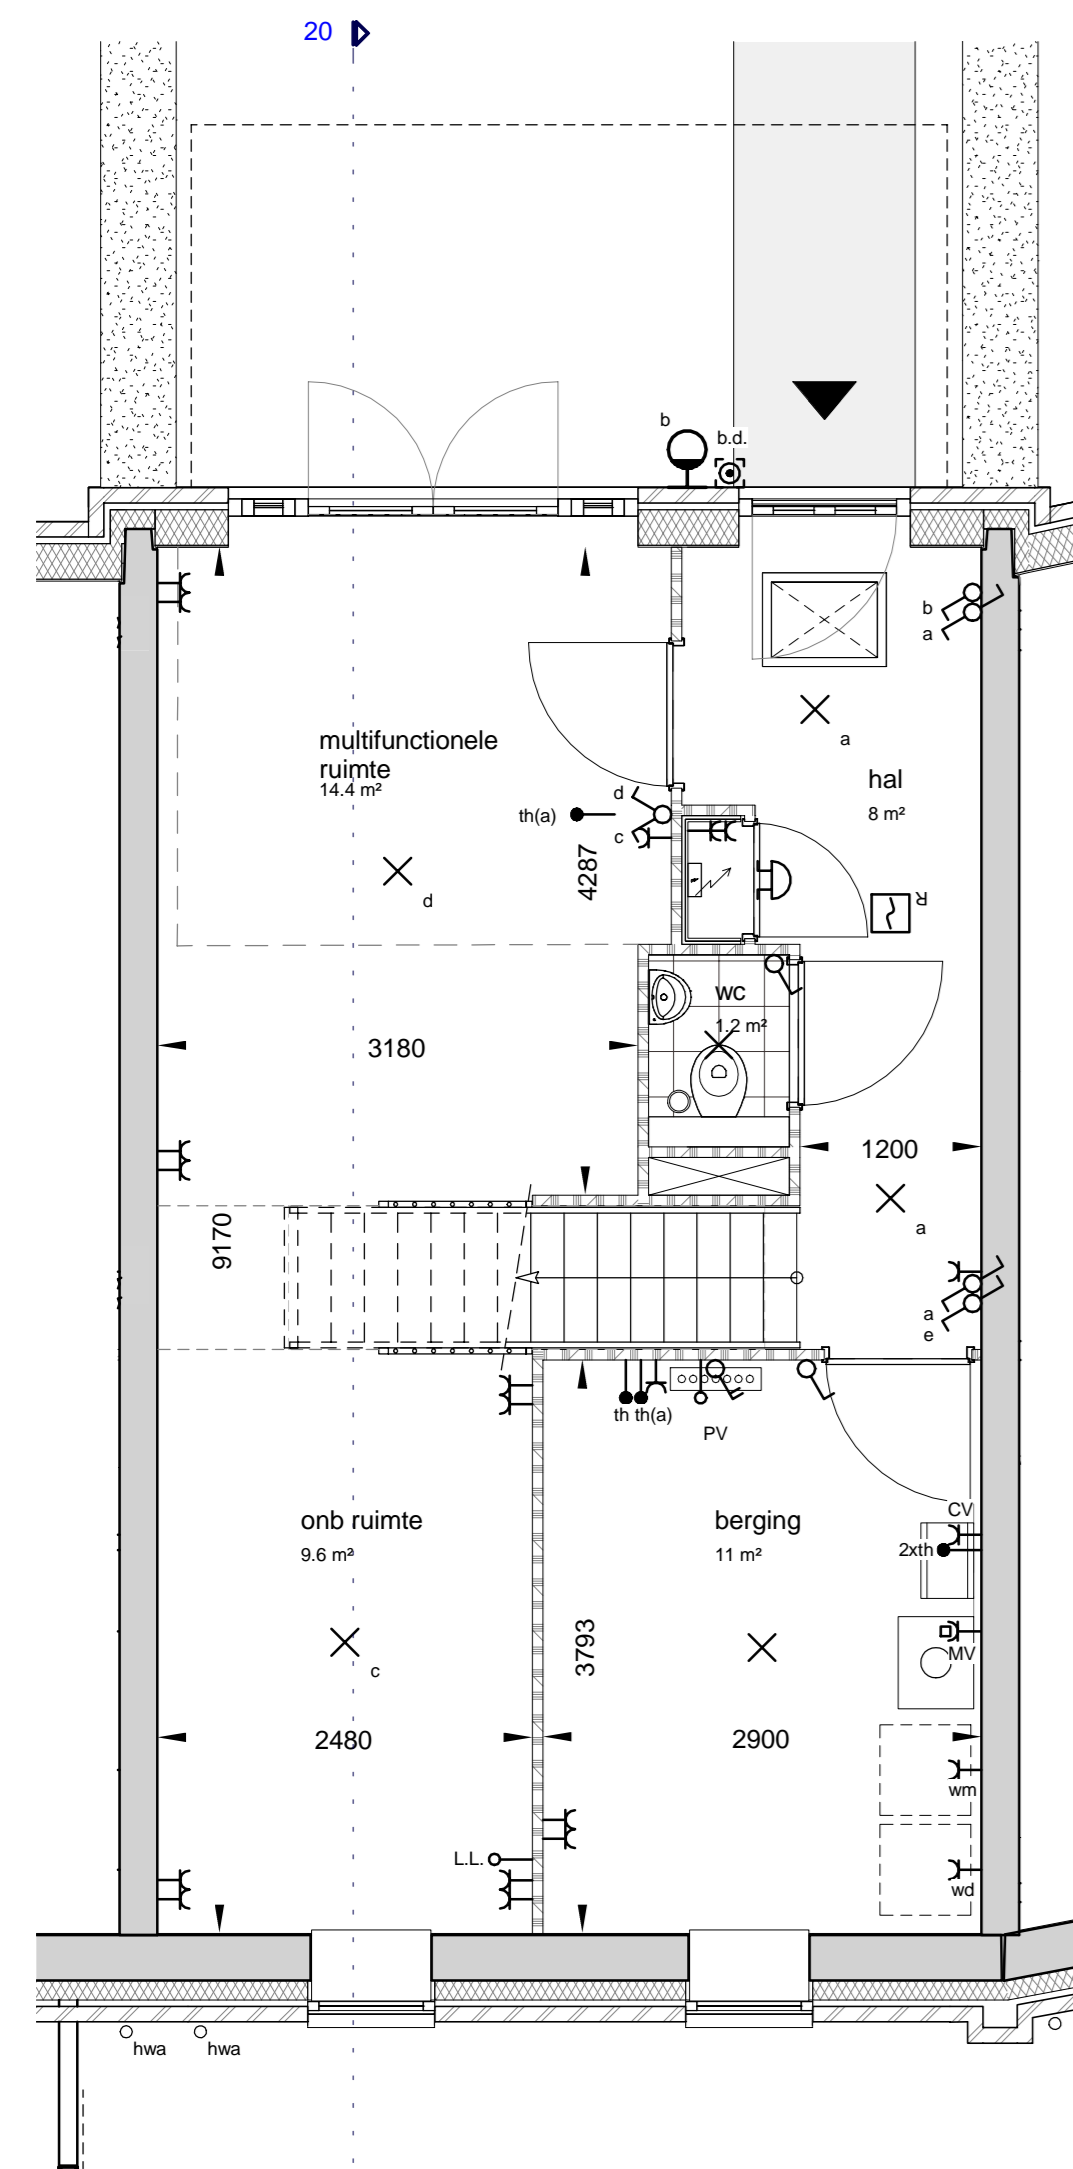 20
b
b.d.
b
a
multifunctionele
ruimte
14.4 m²
a
hal
8 m²
d
th(a)
c
4287
d
R
wc
1.2 m²
3180
1200
a
9170
a
e
th th(a)
PV
CV
onb ruimte
9.6 m²
berging
11 m²
2xth
3793
MV
c
2480
2900
wm
L.L.
wd
hwa
hwa